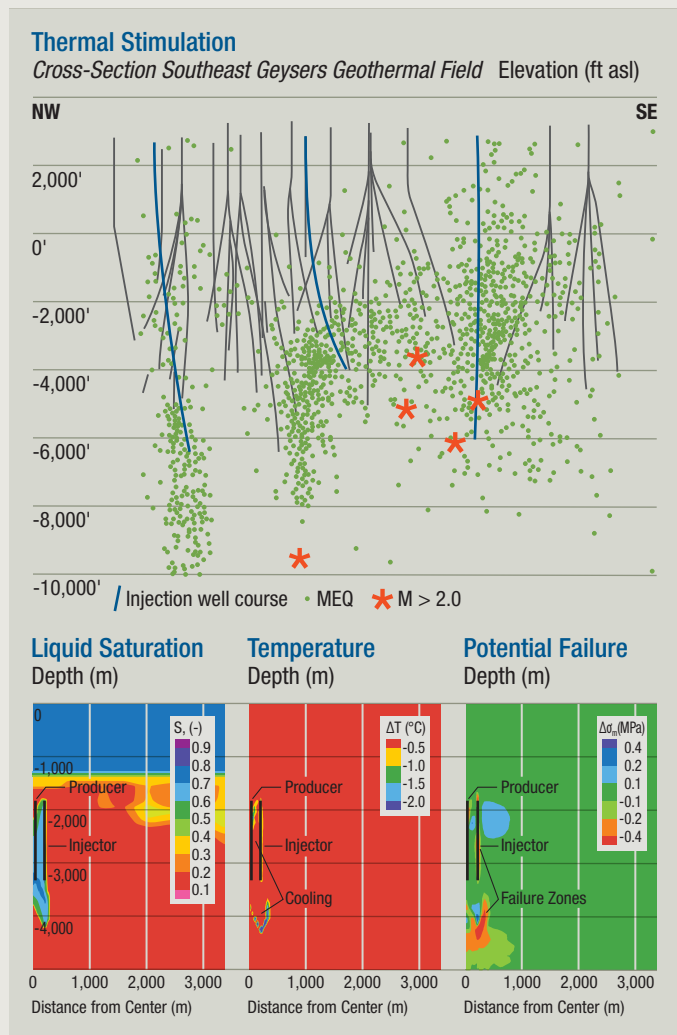 Thermal Stimulation
Cross-Section Southeast Geysers Geothermal Field Elevation (ft asl)
NW SE
2,000'
0'
-2,000'
-4,000'
-6,000'
-8,000'
-10,000'
Injection well course MEQ M > 2.0
Liquid Saturation
Depth (m)
0
-1,000
Producer
-2,000
Injector
-3,000
-4,000
S, (-)
0.9
0.8
0.7
0.6
0.5
0.4
0.3
0.2
0.1
0 1,000 2,000 3,000
Distance from Center (m)
Temperature
Depth (m)
ΔT (°C)
-0.5
-1.0
-1.5
-2.0
Producer
Injector
Cooling
0 1,000 2,000 3,000
Distance from Center (m)
Potential Failure
Depth (m)
Δσm(MPa)
0.4
0.2
0.1
-0.1
-0.2
-0.4
Producer
Injector
Failure Zones
0 1,000 2,000 3,000
Distance from Center (m)